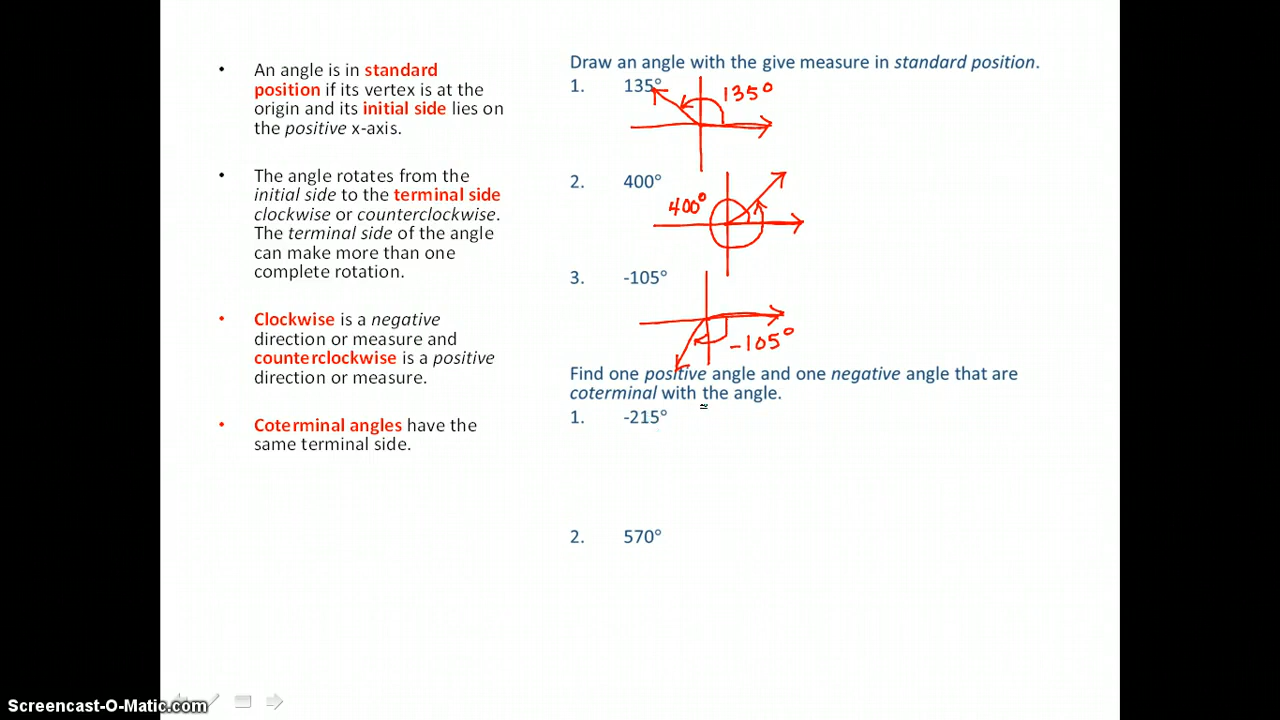 • An angle is in standard
position if its vertex is at the
origin and its initial side lies on
the positive x-axis.
• The angle rotates from the
initial side to the terminal side
clockwise or counterclockwise.
The terminal side of the angle
can make more than one
complete rotation.
• Clockwise is a negative
direction or measure and
counterclockwise is a positive
direction or measure.
• Coterminal angles have the
same terminal side.
Draw an angle with the give measure in standard position.
1. 135°
135°
2. 400°
400°
3. -105°
-105°
Find one positive angle and one negative angle that are
coterminal with the angle.
1. -215°
2. 570°
Screencast-O-Matic.com